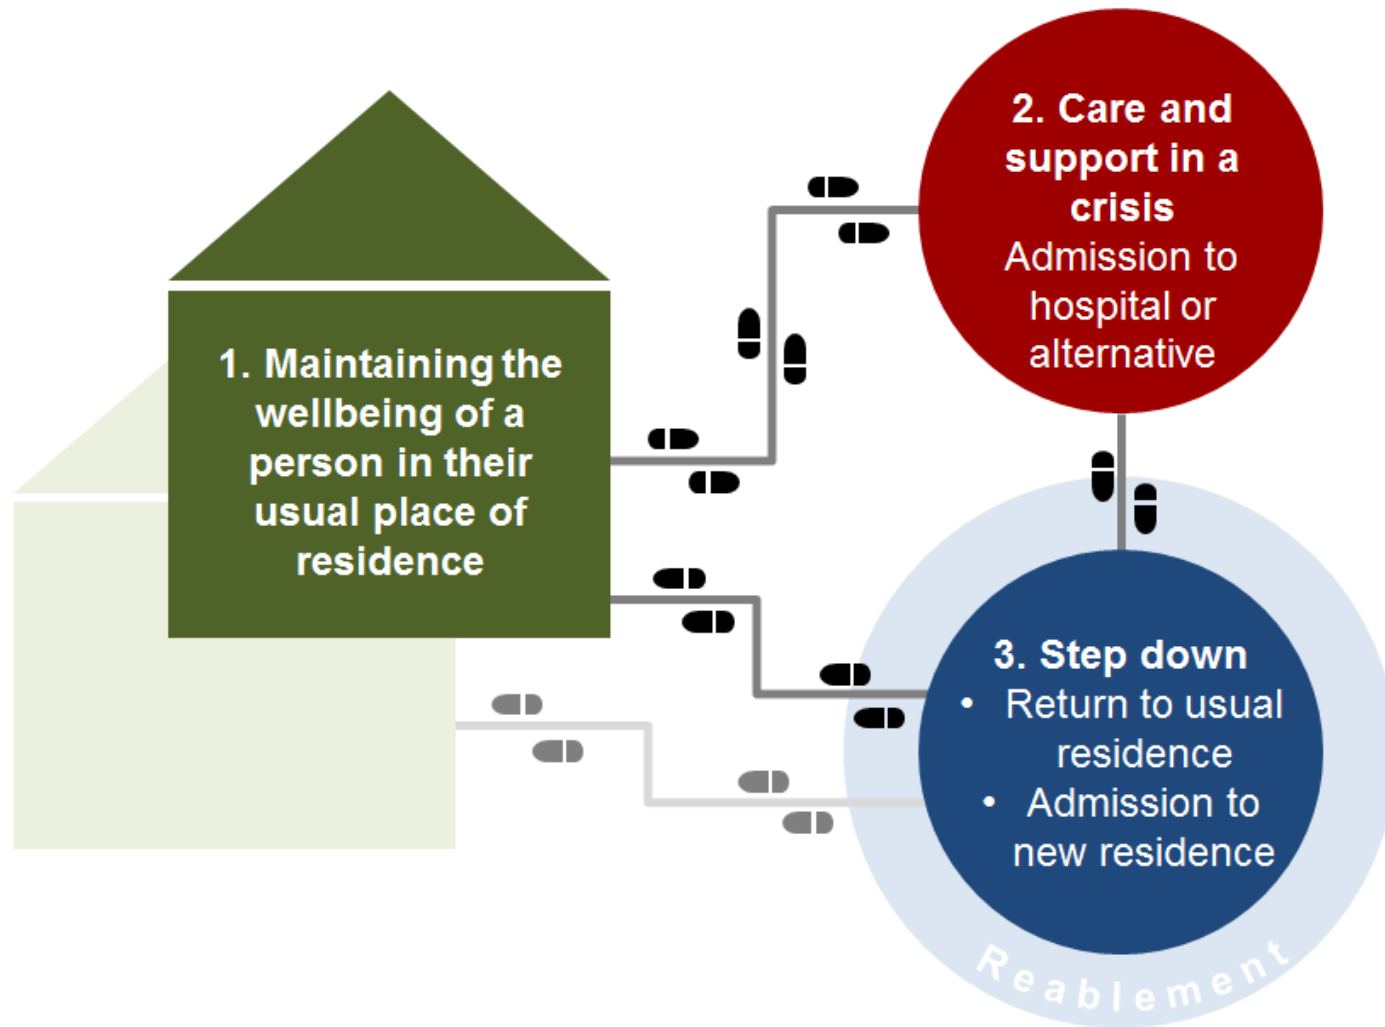 1. Maintaining the
wellbeing of a
person in their
usual place of
residence
2. Care and
support in a
crisis
Admission to
hospital or
alternative
3. Step down
• Return to usual
residence
• Admission to
new residence
Reablement